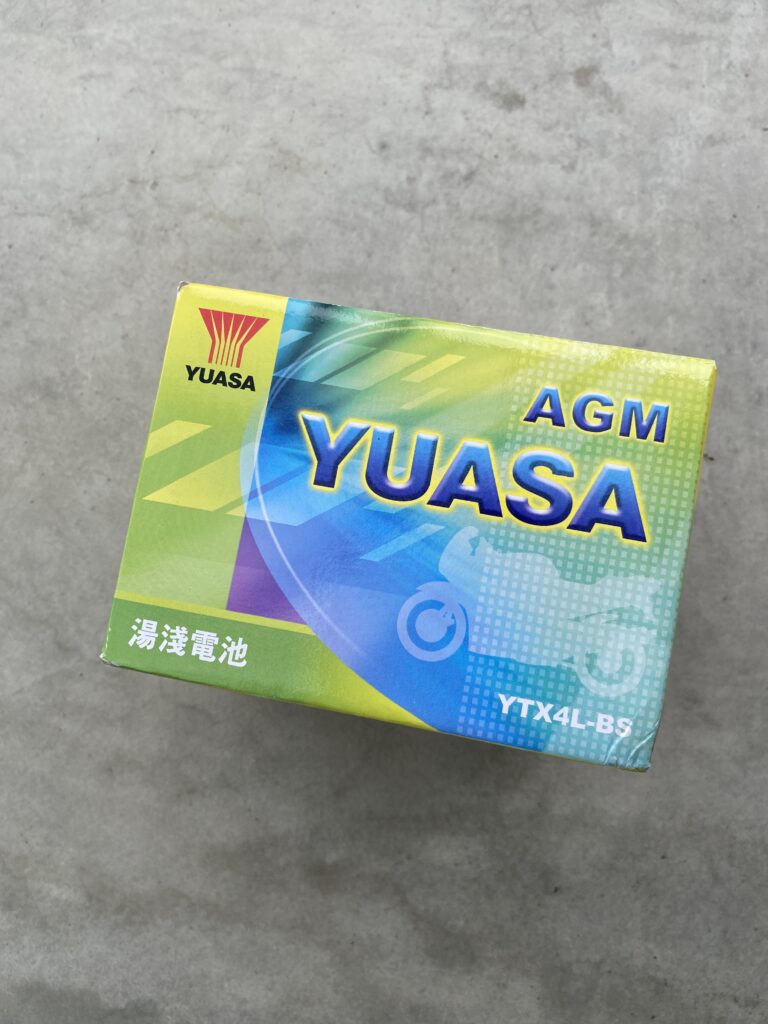 YUASA
AGM
YUASA
湯淺電池
YTX4L-BS